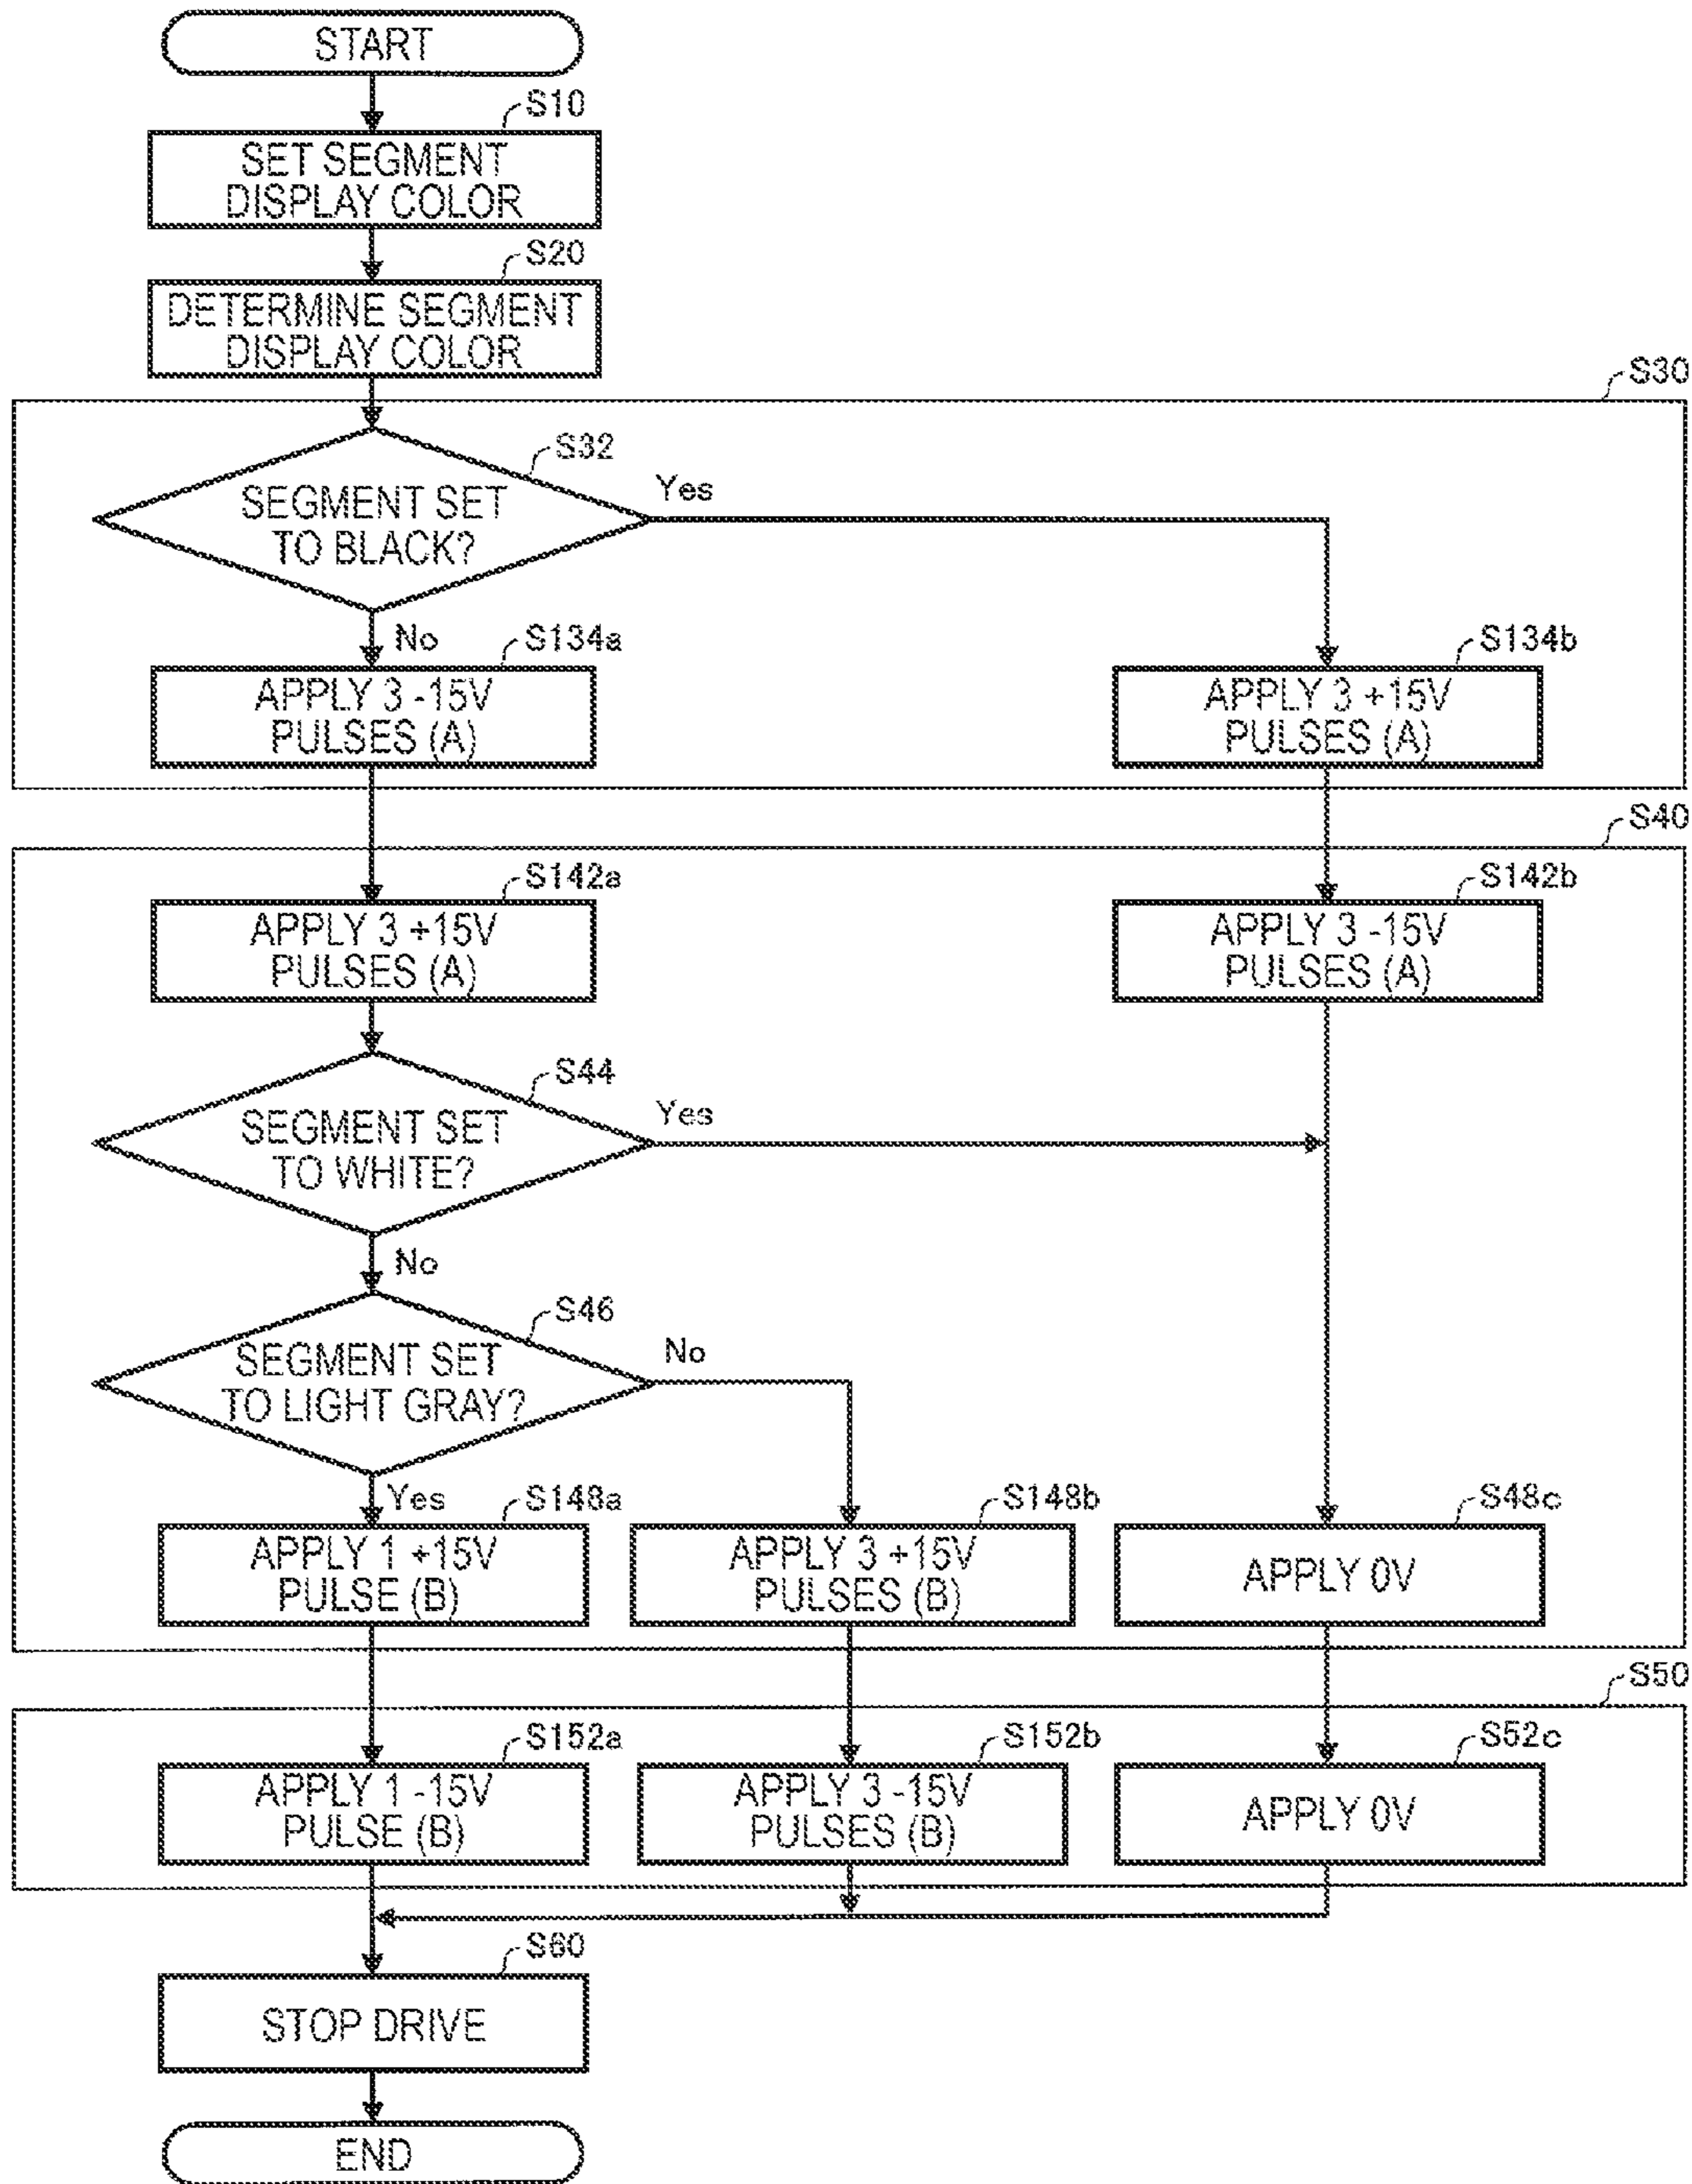 START
S10
SET SEGMENT
DISPLAY COLOR
S20
DETERMINE SEGMENT
DISPLAY COLOR
S30
S32
SEGMENT SET
TO BLACK?
Yes
No
S134a
APPLY 3 -15V
PULSES (A)
S134b
APPLY 3 +15V
PULSES (A)
S40
S142a
APPLY 3 +15V
PULSES (A)
S142b
APPLY 3 -15V
PULSES (A)
S44
SEGMENT SET
TO WHITE?
Yes
No
S46
SEGMENT SET
TO LIGHT GRAY?
No
Yes
S148a
APPLY 1 +15V
PULSE (B)
S148b
APPLY 3 +15V
PULSES (B)
S48c
APPLY 0V
S50
S152a
APPLY 1 -15V
PULSE (B)
S152b
APPLY 3 -15V
PULSES (B)
S52c
APPLY 0V
S60
STOP DRIVE
END